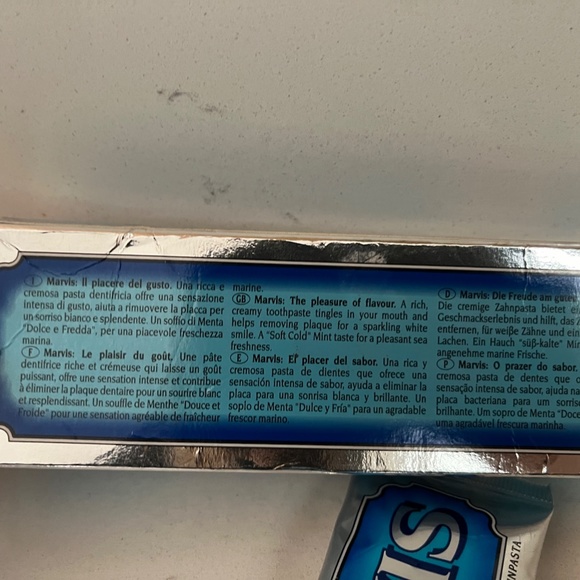 I Marvis: Il piacere del gusto. Una ricca e
cremosa pasta dentifricia offre una sensazione
intensa di gusto, aiuta a rimuovere la placca per
un sorriso bianco e splendente. Un soffio di Menta
"Dolce e Fredda", per una piacevole freschezza
marina.
F Marvis: Le plaisir du goût. Une pâte
dentifrice riche et crémeuse qui laisse un goût
puissant, offre une sensation intense et contribue
à éliminer la plaque dentaire pour un sourire blanc
et resplendissant. Un souffle de Menthe "Douce et
Froide" pour une sensation agréable de fraîcheur
marine.
GB Marvis: The pleasure of flavour. A rich,
creamy toothpaste tingles in your mouth and
helps removing plaque for a sparkling white
smile. A "Soft Cold" Mint taste for a pleasant sea
freshness.
E Marvis: El placer del sabor. Una rica y
cremosa pasta de dientes que ofrece una
sensación intensa de sabor, ayuda a eliminar la
placa para una sonrisa blanca y brillante. Un
soplo de Menta "Dulce y Fría" para un agradable
frescor marino.
D Marvis: Die Freude am guten
Die cremige Zahnpasta bietet
Geschmackserlebnis und hilft, das
entfernen, für weiße Zähne und ein
Lachen. Ein Hauch "süß-kalte" Min
angenehme marine Frische.
P Marvis: O prazer do sabor.
cremosa pasta de dentes que
sensação intensa de sabor, ajuda
placa bacteriana para um sorris
brilhante. Um sopro de Menta "Doc
uma agradável frescura marinha.
IS
NPASTA